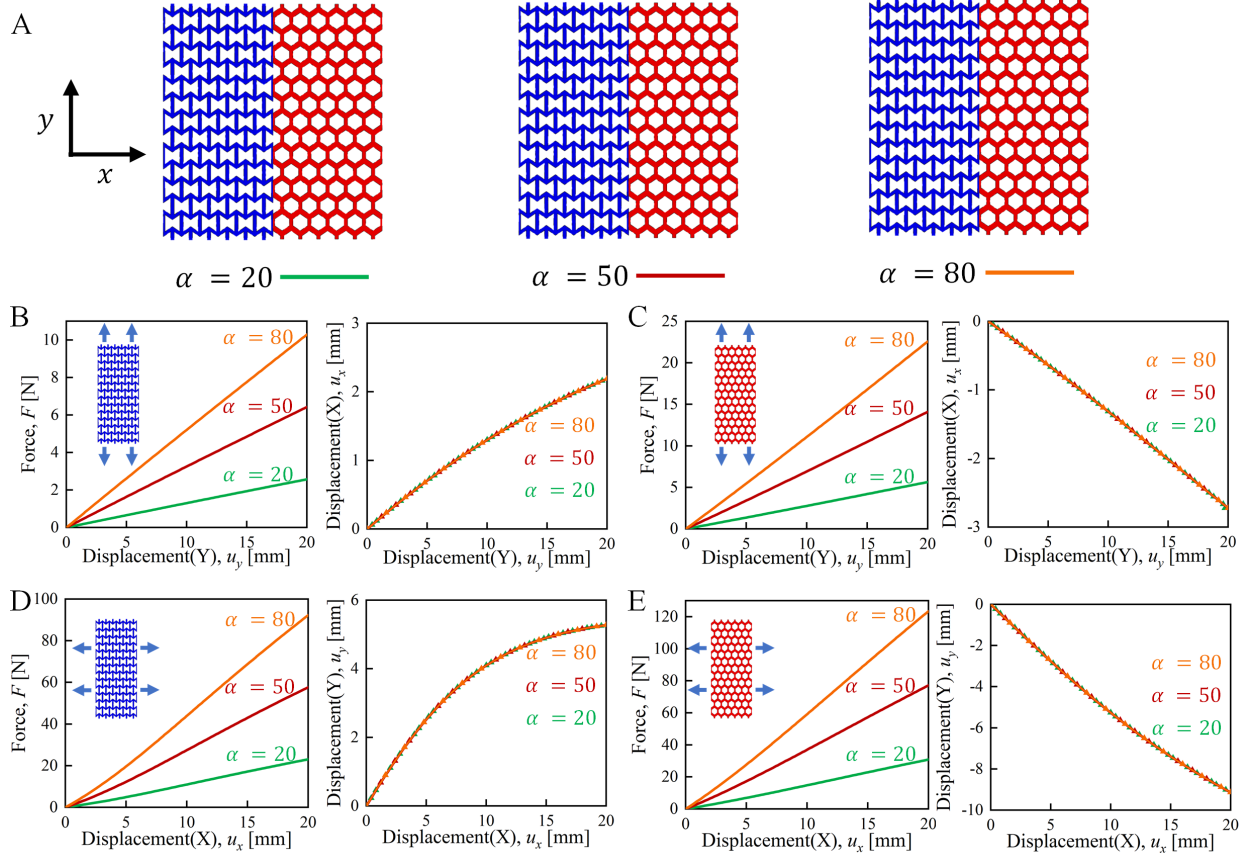 A
y
x
α = 20
α = 50
α = 80
B
Force, F [N]
10
8
6
4
2
0
α = 80
α = 50
α = 20
0 5 10 15 20
Displacement(Y), u_y [mm]
Displacement(X), u_x [mm]
3
2
1
0
α = 80
α = 50
α = 20
0 5 10 15 20
Displacement(Y), u_y [mm]
C
Force, F [N]
25
20
15
10
5
0
α = 80
α = 50
α = 20
0 5 10 15 20
Displacement(Y), u_y [mm]
Displacement(X), u_x [mm]
0
-1
-2
-3
α = 80
α = 50
α = 20
0 5 10 15 20
Displacement(Y), u_y [mm]
D
Force, F [N]
100
80
60
40
20
0
α = 80
α = 50
α = 20
0 5 10 15 20
Displacement(X), u_x [mm]
Displacement(Y), u_y [mm]
6
4
2
0
α = 80
α = 50
α = 20
0 5 10 15 20
Displacement(X), u_x [mm]
E
Force, F [N]
120
100
80
60
40
20
0
α = 80
α = 50
α = 20
0 5 10 15 20
Displacement(X), u_x [mm]
Displacement(Y), u_y [mm]
0
-2
-4
-6
-8
-10
α = 80
α = 50
α = 20
0 5 10 15 20
Displacement(X), u_x [mm]